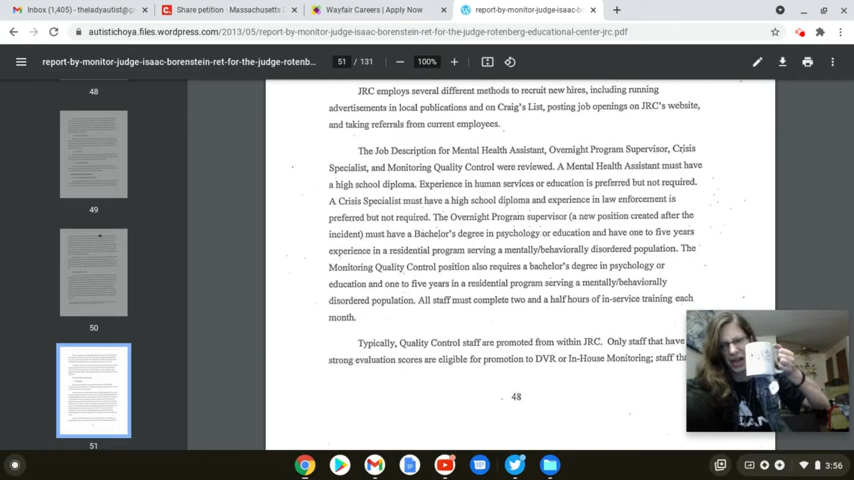 Inbox (1,405) - theladyautist@g
Share petition · Massachusetts D
Wayfair Careers | Apply Now
report-by-monitor-judge-isaac-b
autistichoya.files.wordpress.com/2013/05/report-by-monitor-judge-isaac-borenstein-ret-for-the-judge-rotenberg-educational-center-jrc.pdf
report-by-monitor-judge-isaac-borenstein-ret-for-the-judge-rotenb...
51 / 131
100%
48
49
50
51
JRC employs several different methods to recruit new hires, including running
advertisements in local publications and on Craig's List, posting job openings on JRC's website,
and taking referrals from current employees.
The Job Description for Mental Health Assistant, Overnight Program Supervisor, Crisis
Specialist, and Monitoring Quality Control were reviewed. A Mental Health Assistant must have
a high school diploma. Experience in human services or education is preferred but not required.
A Crisis Specialist must have a high school diploma and experience in law enforcement is
preferred but not required. The Overnight Program supervisor (a new position created after the
incident) must have a Bachelor's degree in psychology or education and have one to five years
experience in a residential program serving a mentally/behaviorally disordered population. The
Monitoring Quality Control position also requires a bachelor's degree in psychology or
education and one to five years in a residential program serving a mentally/behaviorally
disordered population. All staff must complete two and a half hours of in-service training each
month.
Typically, Quality Control staff are promoted from within JRC. Only staff that have
strong evaluation scores are eligible for promotion to DVR or In-House Monitoring; staff tha
48
3:56